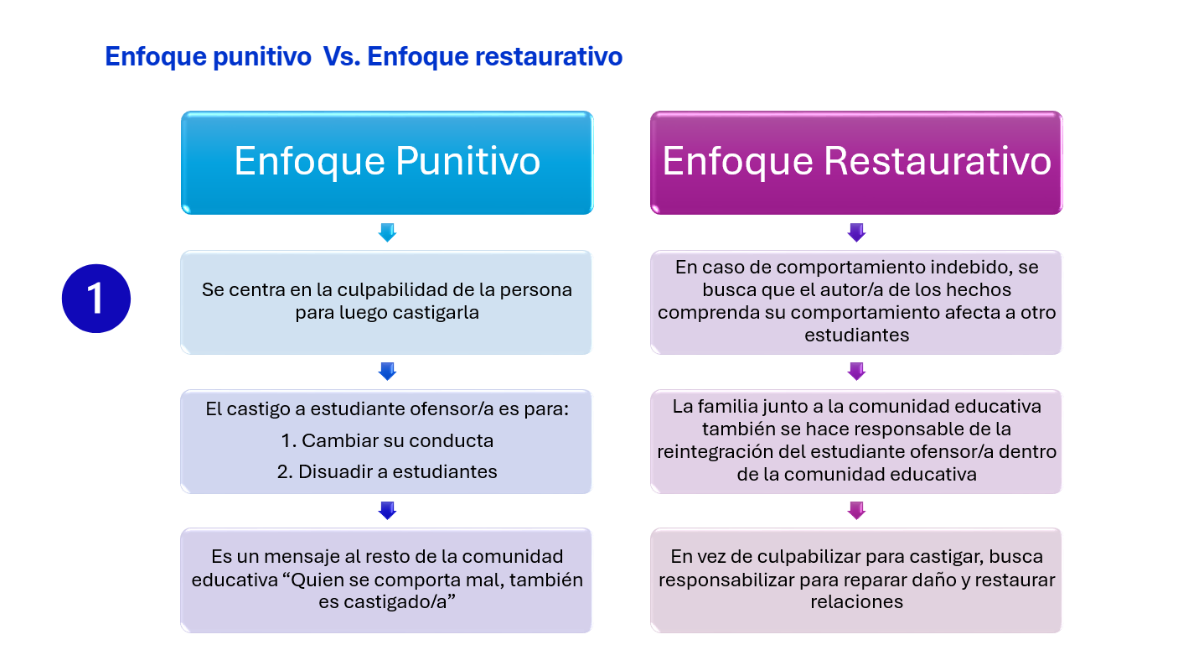 Enfoque punitivo Vs. Enfoque restaurativo
Enfoque Punitivo
Se centra en la culpabilidad de la persona
para luego castigarla
El castigo a estudiante ofensor/a es para:
1. Cambiar su conducta
2. Disuadir a estudiantes
Es un mensaje al resto de la comunidad
educativa “Quien se comporta mal, también
es castigado/a”
Enfoque Restaurativo
En caso de comportamiento indebido, se
busca que el autor/a de los hechos
comprenda su comportamiento afecta a otro
estudiantes
La familia junto a la comunidad educativa
también se hace responsable de la
reintegración del estudiante ofensor/a dentro
de la comunidad educativa
En vez de culpabilizar para castigar, busca
responsabilizar para reparar daño y restaurar
relaciones
1